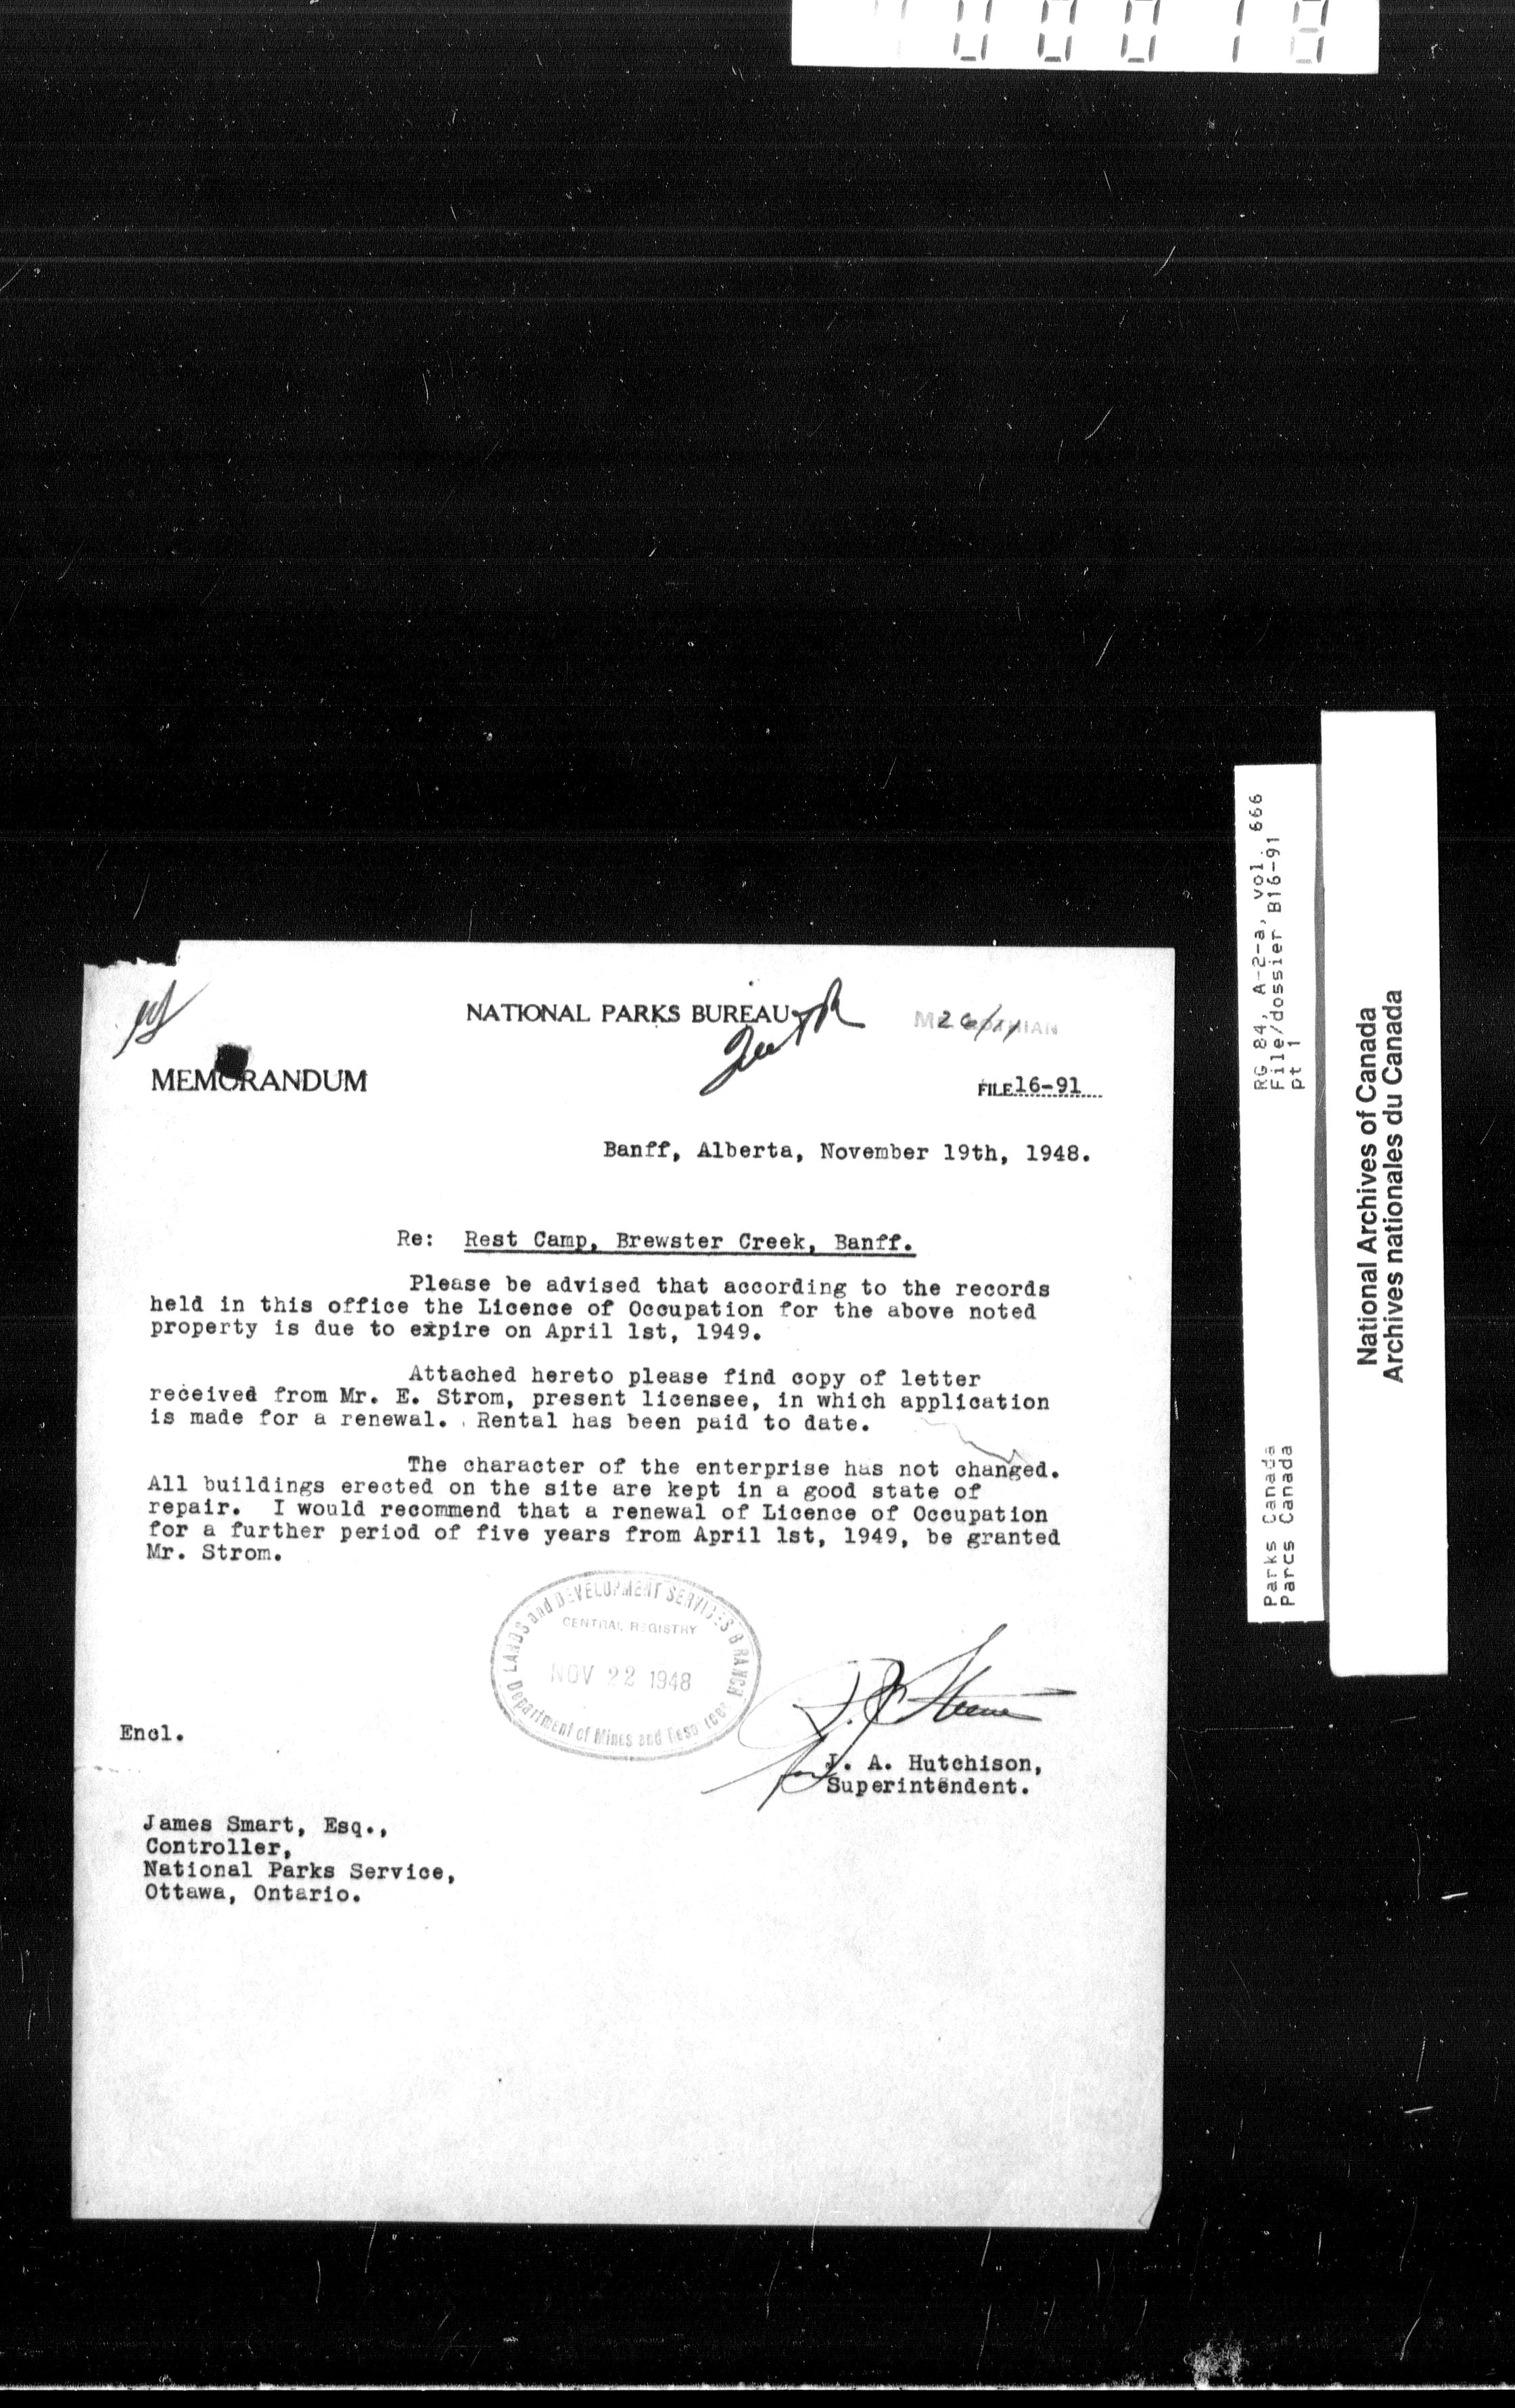 NATIONAL PARKS BUREAU
26/11
MEMORANDUM
FILE 16-91
Banff, Alberta, November 19th, 1948.
Re: Rest Camp, Brewster Creek, Banff.
Please be advised that according to the records
held in this office the Licence of Occupation for the above noted
property is due to expire on April 1st, 1949.
Attached hereto please find copy of letter
received from Mr. E. Strom, present licensee, in which application
is made for a renewal. Rental has been paid to date.
The character of the enterprise has not changed.
All buildings erected on the site are kept in a good state of
repair. I would recommend that a renewal of Licence of Occupation
for a further period of five years from April 1st, 1949, be granted
Mr. Strom.
LANDS and DEVELOPMENT SERVICES BRANCH
CENTRAL REGISTRY
NOV 22 1948
Department of Mines and Resources
Encl.
J. A. Hutchison,
Superintendent.
James Smart, Esq.,
Controller,
National Parks Service,
Ottawa, Ontario.
RG 84, A-2-a, vol. 666
File/dossier B16-91
pt 1
Parks Canada
Parcs Canada
National Archives of Canada
Archives nationales du Canada